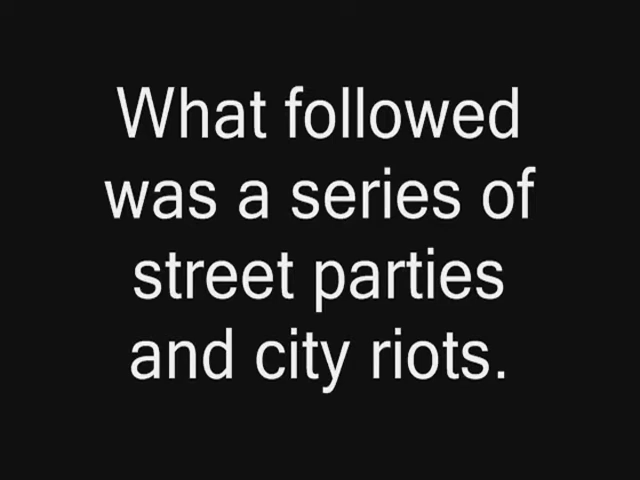 What followed
was a series of
street parties
and city riots.